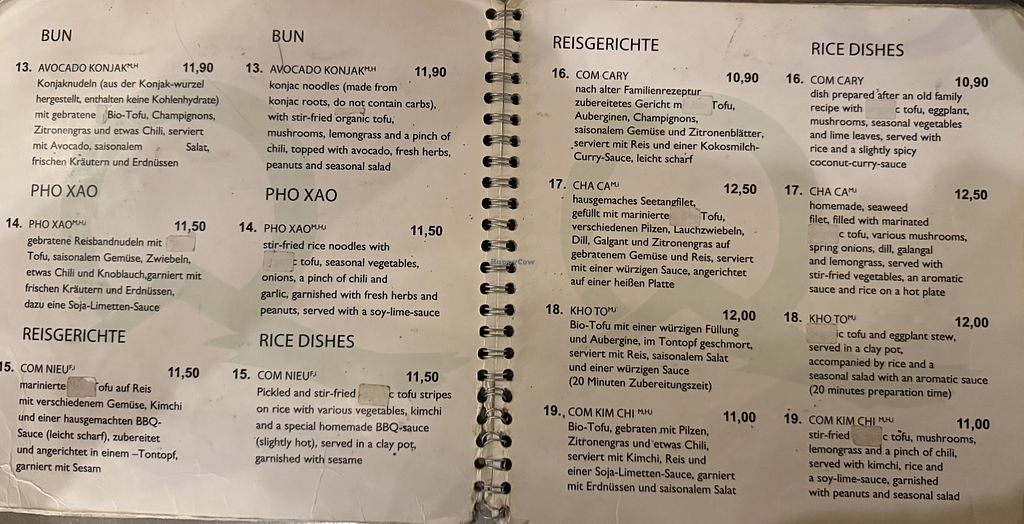 BUN
13. AVOCADO KONJAK M,H 11,90
Konjaknudeln (aus der Konjak-wurzel
hergestellt, enthalten keine Kohlenhydrate)
mit gebratene Bio-Tofu, Champignons,
Zitronengras und etwas Chili, serviert
mit Avocado, saisonalem Salat,
frischen Kräutern und Erdnüssen
PHO XAO
14. PHO XAO M,H,J 11,50
gebratene Reisbandnudeln mit
Tofu, saisonalem Gemüse, Zwiebeln,
etwas Chili und Knoblauch,garniert mit
frischen Kräutern und Erdnüssen,
dazu eine Soja-Limetten-Sauce
REISGERICHTE
15. COM NIEU F,J 11,50
marinierte Tofu auf Reis
mit verschiedenem Gemüse, Kimchi
und einer hausgemachten BBQ-
Sauce (leicht scharf), zubereitet
und angerichtet in einem –Tontopf,
garniert mit Sesam
BUN
13. AVOCADO KONJAK M,H 11,90
konjac noodles (made from
konjac roots, do not contain carbs),
with stir-fried organic tofu,
mushrooms, lemongrass and a pinch of
chili, topped with avocado, fresh herbs,
peanuts and seasonal salad
PHO XAO
14. PHO XAO M,H,J 11,50
stir-fried rice noodles with
c tofu, seasonal vegetables,
onions, a pinch of chili and
garlic, garnished with fresh herbs and
peanuts, served with a soy-lime-sauce
RICE DISHES
15. COM NIEU F,J 11,50
Pickled and stir-fried c tofu stripes
on rice with various vegetables, kimchi
and a special homemade BBQ-sauce
(slightly hot), served in a clay pot,
garnished with sesame
HappyCow
REISGERICHTE
16. COM CARY 10,90
nach alter Familienrezeptur
zubereitetes Gericht m Tofu,
Auberginen, Champignons,
saisonalem Gemüse und Zitronenblätter,
serviert mit Reis und einer Kokosmilch-
Curry-Sauce, leicht scharf
17. CHA CA M,J 12,50
hausgemaches Seetangfilet,
gefüllt mit marinierte Tofu,
verschiedenen Pilzen, Lauchzwiebeln,
Dill, Galgant und Zitronengras auf
gebratenem Gemüse und Reis, serviert
mit einer würzigen Sauce, angerichtet
auf einer heißen Platte
18. KHO TO M,J 12,00
Bio-Tofu mit einer würzigen Füllung
und Aubergine, im Tontopf geschmort,
serviert mit Reis, saisonalem Salat
und einer würzigen Sauce
(20 Minuten Zubereitungszeit)
19. COM KIM CHI M,H,J 11,00
Bio-Tofu, gebraten mit Pilzen,
Zitronengras und etwas Chili,
serviert mit Kimchi, Reis und
einer Soja-Limetten-Sauce, garniert
mit Erdnüssen und saisonalem Salat
RICE DISHES
16. COM CARY 10,90
dish prepared after an old family
recipe with c tofu, eggplant,
mushrooms, seasonal vegetables
and lime leaves, served with
rice and a slightly spicy
coconut-curry-sauce
17. CHA CA M,J 12,50
homemade, seaweed
filet, filled with marinated
c tofu, various mushrooms,
spring onions, dill, galangal
and lemongrass, served with
stir-fried vegetables, an aromatic
sauce and rice on a hot plate
18. KHO TO M,J 12,00
ic tofu and eggplant stew,
served in a clay pot,
accompanied by rice and a
seasonal salad with an aromatic sauce
(20 minutes preparation time)
19. COM KIM CHI M,H,J 11,00
stir-fried c tofu, mushrooms,
lemongrass and a pinch of chili,
served with kimchi, rice and
a soy-lime-sauce, garnished
with peanuts and seasonal salad